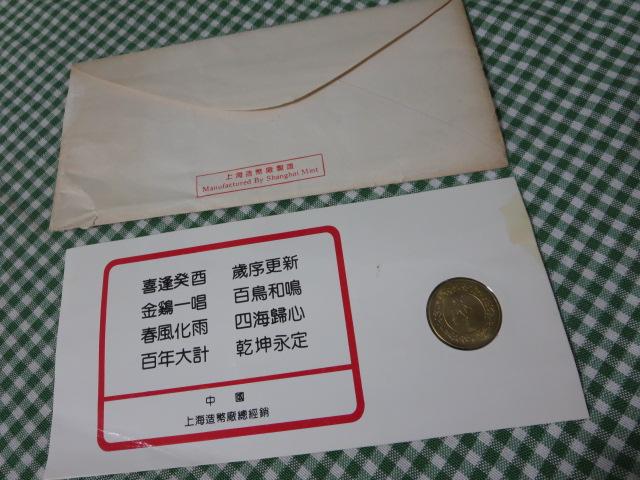 上海造幣廠製造
Manufactured By Shanghai Mint
喜逢癸酉 歲序更新
金鷄一唱 百鳥和鳴
春風化雨 四海歸心
百年大計 乾坤永定
中國
上海造幣廠總經銷